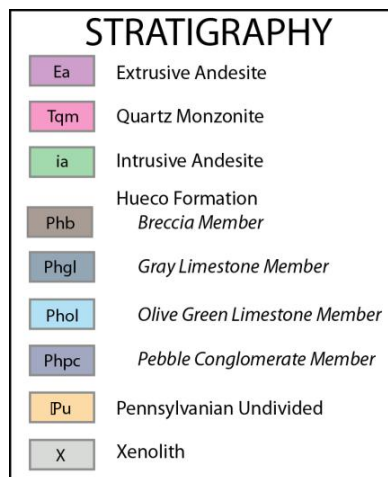 STRATIGRAPHY
Ea Extrusive Andesite
Tqm Quartz Monzonite
ia Intrusive Andesite
Hueco Formation
Phb Breccia Member
Phgl Gray Limestone Member
Phol Olive Green Limestone Member
Phpc Pebble Conglomerate Member
ℙu Pennsylvanian Undivided
X Xenolith